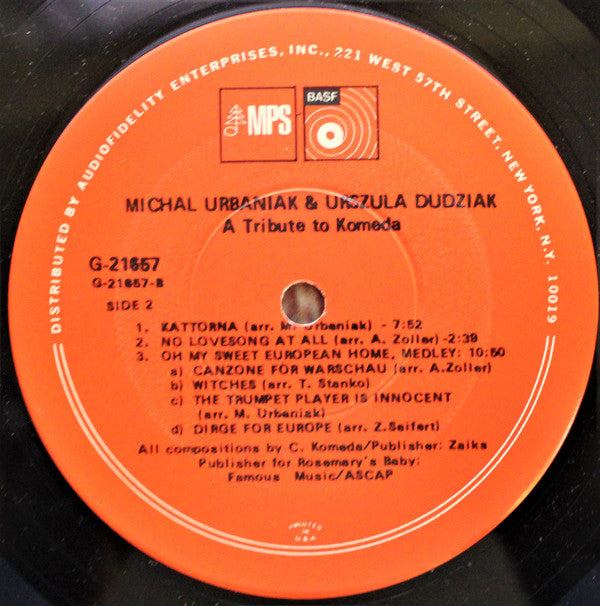 DISTRIBUTED BY AUDIOFIDELITY ENTERPRISES, INC., 221 WEST 57TH STREET, NEW YORK, N.Y. 10019
MPS
BASF
MICHAL URBANIAK & URSZULA DUDZIAK
A Tribute to Komeda
G-21657
G-21657-B
SIDE 2
1. KATTORNA (arr. M. Urbaniak) - 7:52
2. NO LOVESONG AT ALL (arr. A. Zoller) -2:39
3. OH MY SWEET EUROPEAN HOME, MEDLEY: 10:50
a) CANZONE FOR WARSCHAU (arr. A.Zoller)
b) WITCHES (arr. T. Stanko)
c) THE TRUMPET PLAYER IS INNOCENT
(arr. M. Urbaniak)
d) DIRGE FOR EUROPE (arr. Z.Seifert)
All compositions by C. Komeda/Publisher: Zaiks
Publisher for Rosemary's Baby:
Famous Music/ASCAP
PRINTED
IN
U.S.A.